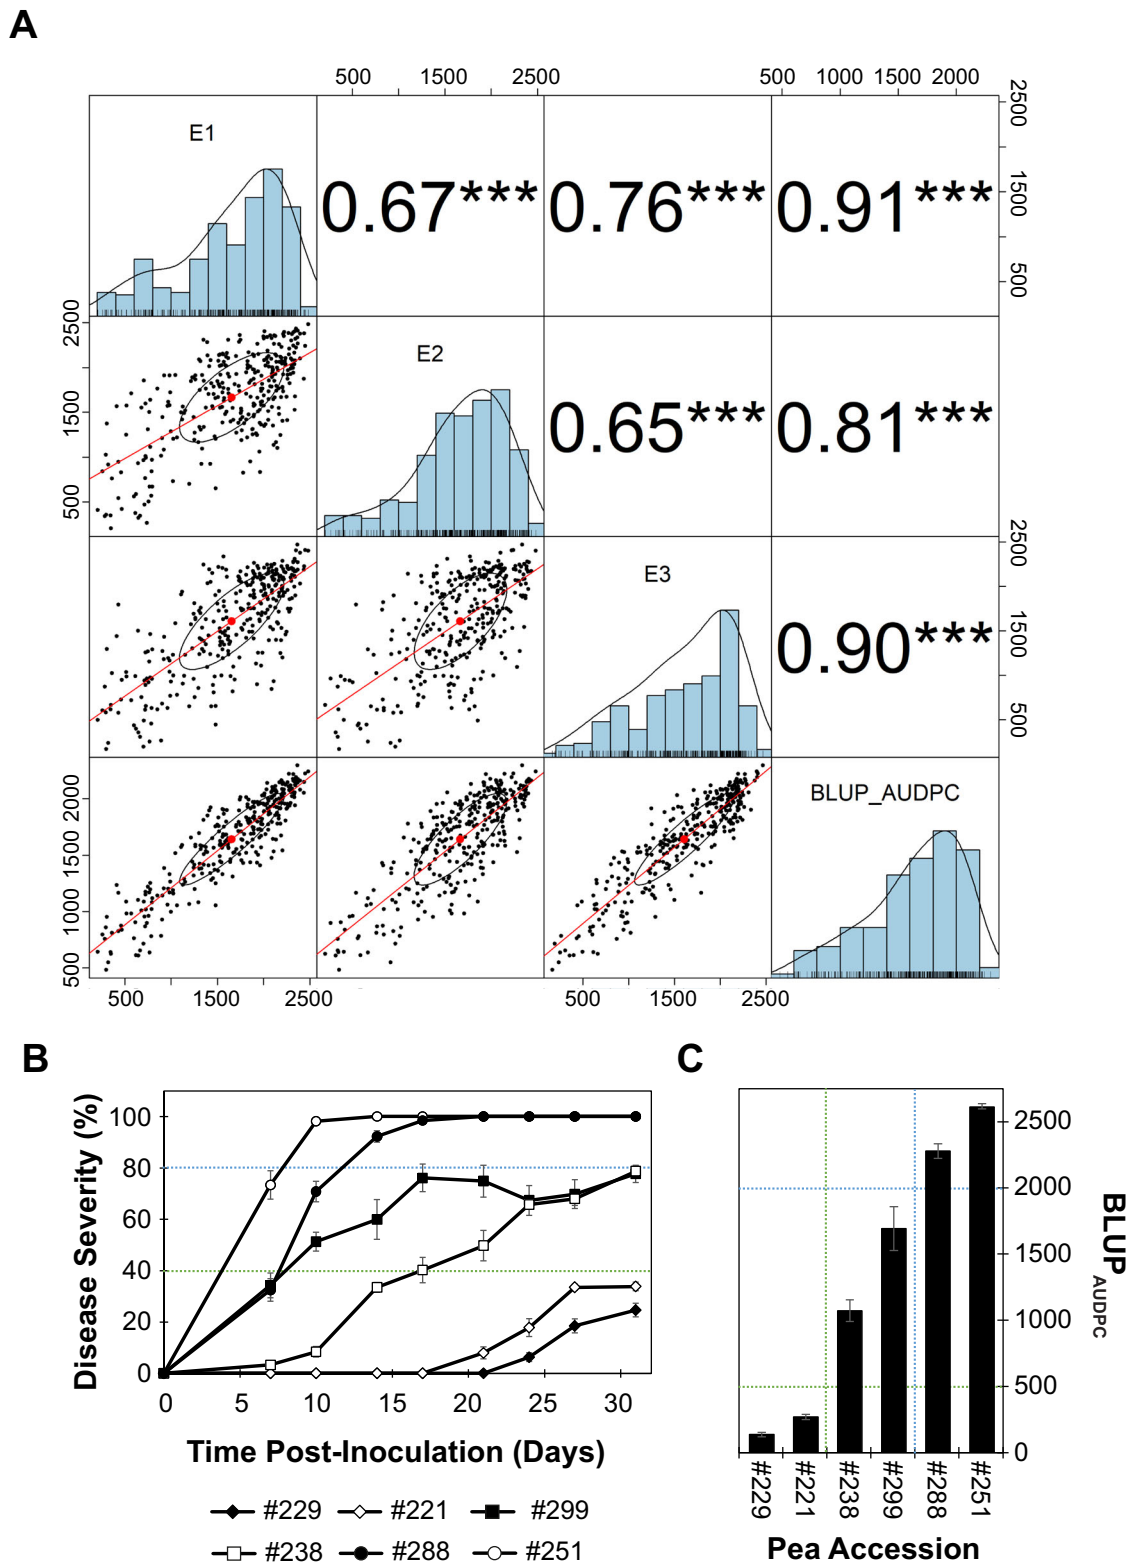 A
500 1500 2500 500 1000 1500 2000
E1
0.67***
0.76***
0.91***
2500
1500
500
2500
1500
500
E2
0.65***
0.81***
E3
0.90***
2500
1500
500
2000
1500
1000
500
BLUP_AUDPC
500 1500 2500 500 1500 2500
B
Disease Severity (%)
100
80
60
40
20
0
0 5 10 15 20 25 30
Time Post-Inoculation (Days)
#229 #221 #299
#238 #288 #251
C
2500
2000
1500
1000
500
0
BLUP AUDPC
#229 #221 #238 #299 #288 #251
Pea Accession